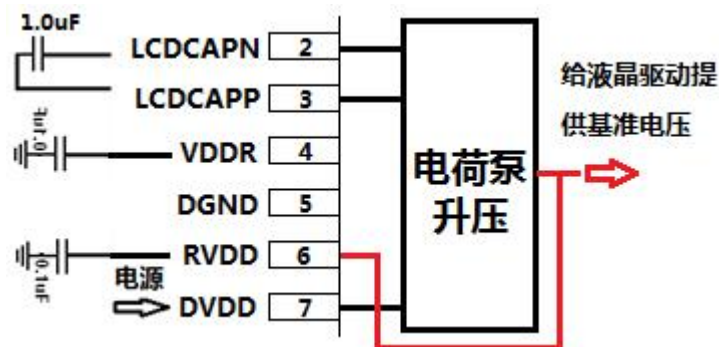 1.0uF
LCDCAPN 2
LCDCAPP 3
VDDR 4
DGND 5
0.1uF
RVDD 6
电源
DVDD 7
电荷泵
升压
给液晶驱动提
供基准电压